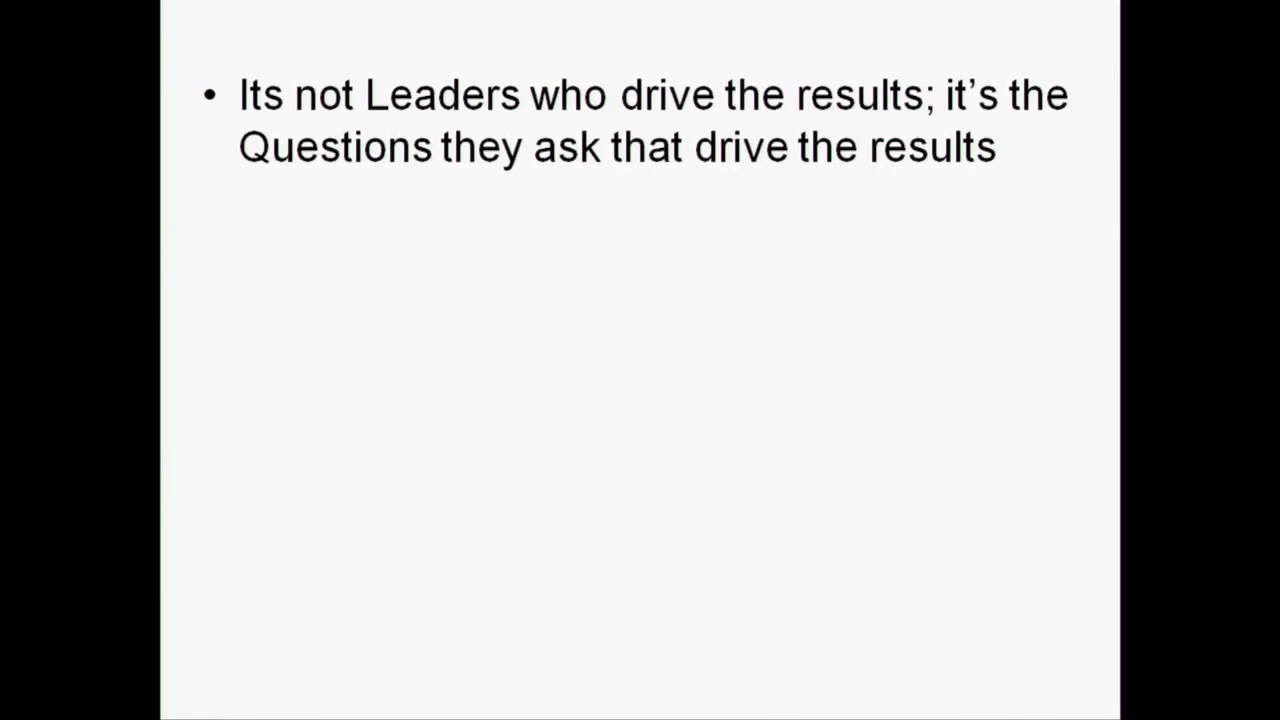 • Its not Leaders who drive the results; it’s the
Questions they ask that drive the results